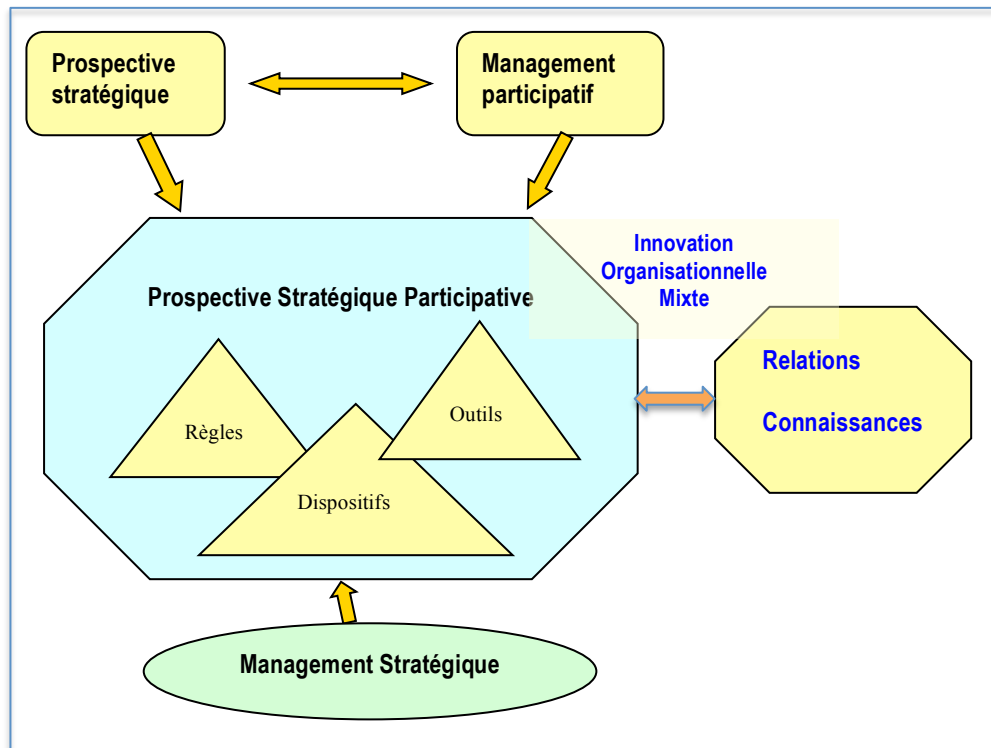 Prospective
stratégique
Management
participatif
Innovation
Organisationnelle
Mixte
Prospective Stratégique Participative
Relations
Connaissances
Règles
Outils
Dispositifs
Management Stratégique